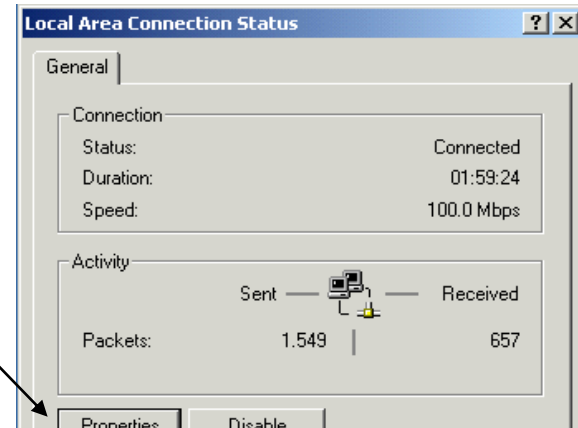 Local Area Connection Status
General
Connection
Status: Connected
Duration: 01:59:24
Speed: 100.0 Mbps
Activity
Sent Received
Packets: 1.549 657
Properties Disable